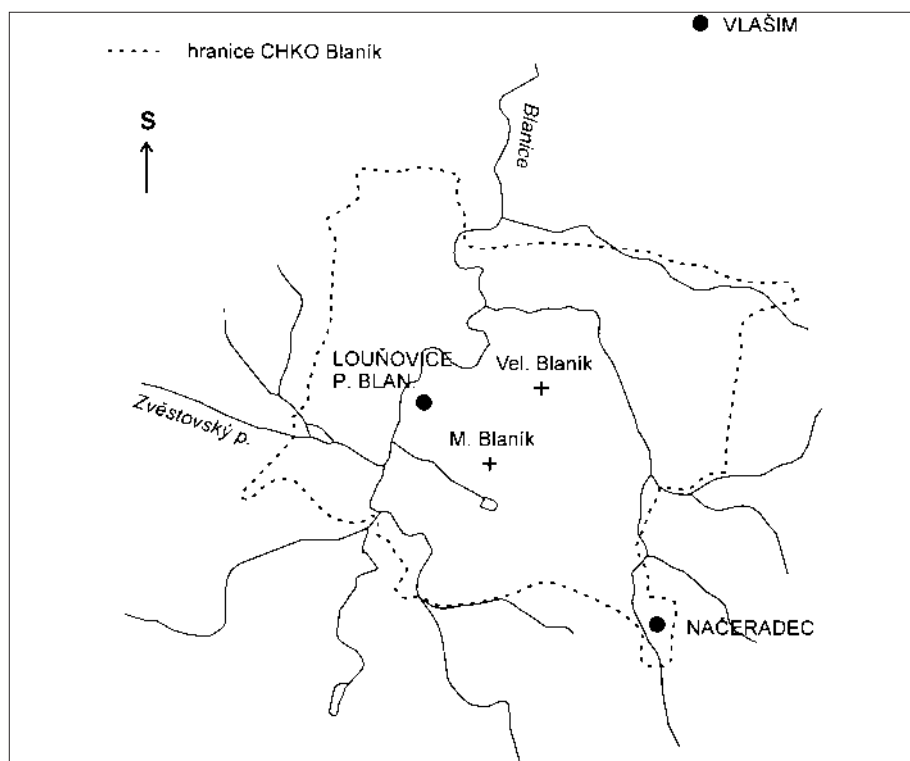 VLAŠIM
hranice CHKO Blaník
S
Blanice
LOUŇOVICE
P. BLAN.
Vel. Blaník
Zvěstovský p.
M. Blaník
NAČERADEC